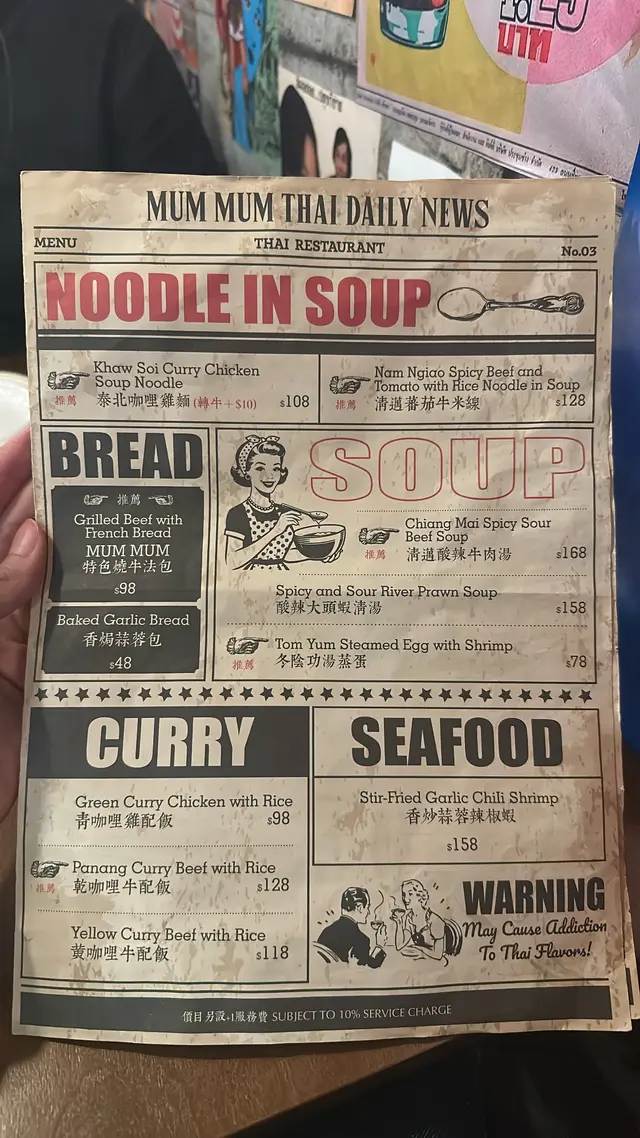 1.25
บาท
MUM MUM THAI DAILY NEWS
MENU
THAI RESTAURANT
No.03
NOODLE IN SOUP
Khaw Soi Curry Chicken
Soup Noodle
推薦
泰北咖哩雞麵 (轉牛+$10)
$108
Nam Ngiao Spicy Beef and
Tomato with Rice Noodle in Soup
推薦
清邁蕃茄牛米線
$128
BREAD
推薦
Grilled Beef with
French Bread
MUM MUM
特色燒牛法包
$98
Baked Garlic Bread
香焗蒜蓉包
$48
SOUP
Chiang Mai Spicy Sour
Beef Soup
推薦
清邁酸辣牛肉湯
$168
Spicy and Sour River Prawn Soup
酸辣大頭蝦清湯
$158
Tom Yum Steamed Egg with Shrimp
推薦
冬陰功湯蒸蛋
$78
CURRY
Green Curry Chicken with Rice
青咖哩雞配飯
$98
Panang Curry Beef with Rice
推薦
乾咖哩牛配飯
$128
Yellow Curry Beef with Rice
黄咖哩牛配飯
$118
SEAFOOD
Stir-Fried Garlic Chili Shrimp
香炒蒜蓉辣椒蝦
$158
WARNING
May Cause Addiction
To Thai Flavors!
價目另設+1服務費 SUBJECT TO 10% SERVICE CHARGE